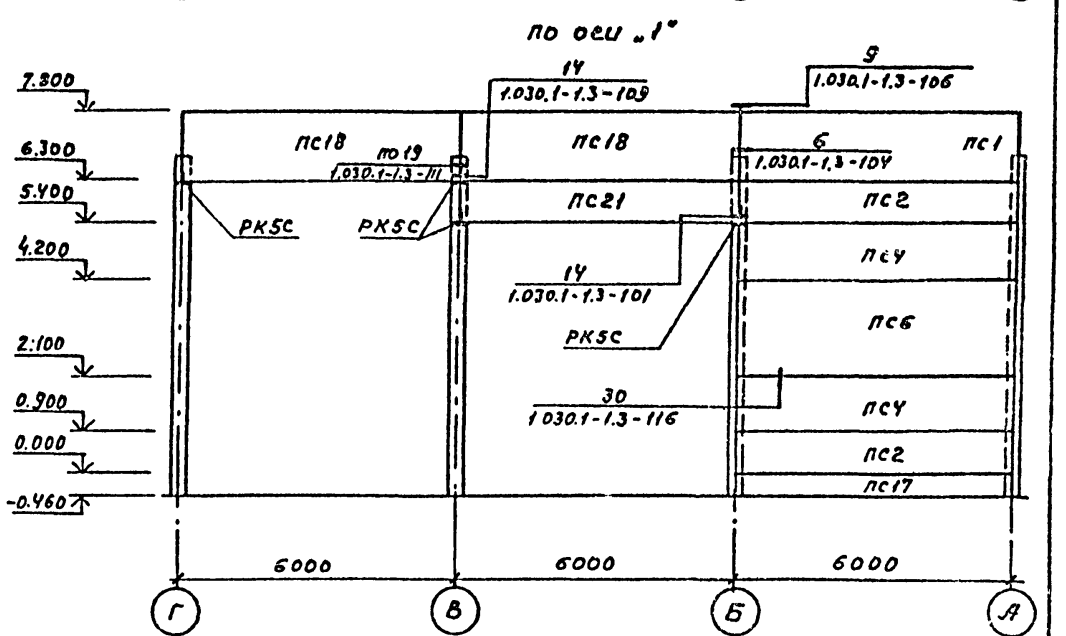 по оси „1"
14
1.030.1-1.3-109
9
1.030.1-1.3-106
7.800
пс18
пс18
6
1.030.1-1.3-104
пс1
по 19
1.030.1-1.3-111
6.300
5.400
РК5С
РК5С
пс21
пс2
4.200
пс4
14
1.030.1-1.3-101
РК5С
пс6
2.100
30
1.030.1-1.3-116
0.900
пс4
0.000
пс2
-0.460
пс17
6000
6000
6000
Г
В
Б
А